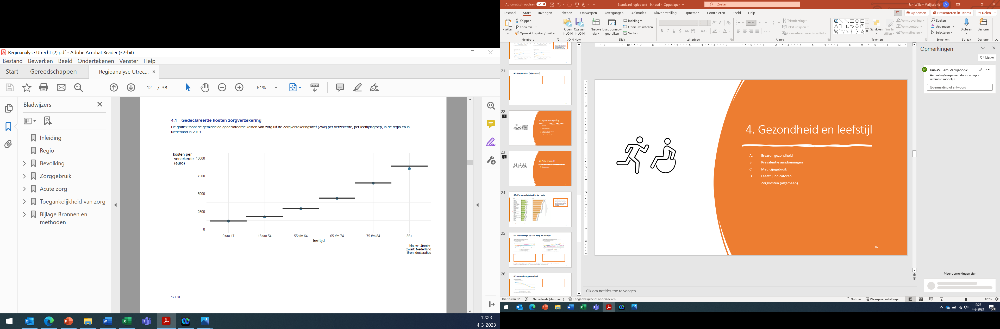 Regioanalyse Utrecht (2).pdf - Adobe Acrobat Reader (32-bit)
Bestand Bewerken Beeld Ondertekenen Venster Help
Start Gereedschappen Regioanalyse Utrec... ×
12 / 38 61%
Bladwijzers
Inleiding
Regio
Bevolking
Zorggebruik
Acute zorg
Toegankelijkheid van zorg
Bijlage Bronnen en
methoden
4.1 Gedeclareerde kosten zorgverzekering
De grafiek toont de gemiddelde gedeclareerde kosten van zorg uit de Zorgverzekeringswet (Zvw) per verzekerde, per leeftijdsgroep, in de regio en in
Nederland in 2019.
kosten per
verzekerde
(euro)
10000
7500
5000
2500
0
0 t/m 17 18 t/m 54 55 t/m 64 65 t/m 74 75 t/m 84 85+
leeftijd
blauw: Utrecht
zwart: Nederland
Bron: declaraties
12 / 38
12:23
4-3-2023
Automatisch opslaan Standaard regiobeeld - inhoud • Opgeslagen Zoeken Jan-Willem Verlijsdonk JV
Bestand Start Invoegen Tekenen Ontwerpen Overgangen Animaties Diavoorstelling Opnemen Controleren Beeld Help Opnemen Presenteren in Teams Delen
Plakken
Knippen
Kopiëren
Opmaak kopiëren/plakken
Klembord
Open
in JOIN
Opslaan
in JOIN
JOIN Now
Nieuwe
dia
Dia's opnieuw
gebruiken
Indeling
Opnieuw instellen
Sectie
Dia's
Lettertype
Tekstrichting
Tekst uitlijnen
Converteren naar SmartArt
Alinea
Schikken
Snelle
stijlen
Vormopvulling
Vormcontour
Vormeffecten
Tekenen
Zoeken
Vervangen
Selecteren
Bewerken
Dicteren
Spraak
Designer
Designer
21
4E. Zorgkosten (algemeen)
22
1
5. Fysieke omgeving
23
1
6. Arbeidsmarkt
24
6A. Personeelstekort in de regio
25
6B. Percentage 55+ in zorg en welzijn
26
6C. Mantelzorgpotentieel
4. Gezondheid en leefstijl
A. Ervaren gezondheid
B. Prevalentie aandoeningen
C. Medicijngebruik
D. Leefstijlindicatoren
E. Zorgkosten (algemeen)
16
Klik om notities toe te voegen
Opmerkingen
Nieuw
JV Jan-Willem Verlijsdonk
Aanvullen/aanpassen door de regio
uiteraard mogelijk
@vermelding of antwoord
Meer opmerkingen zien
Dia 16 van 32 Nederlands (standaard) Toegankelijkheid: onderzoeken Notities Weergave-instellingen 125%
12:23
4-3-2023
21